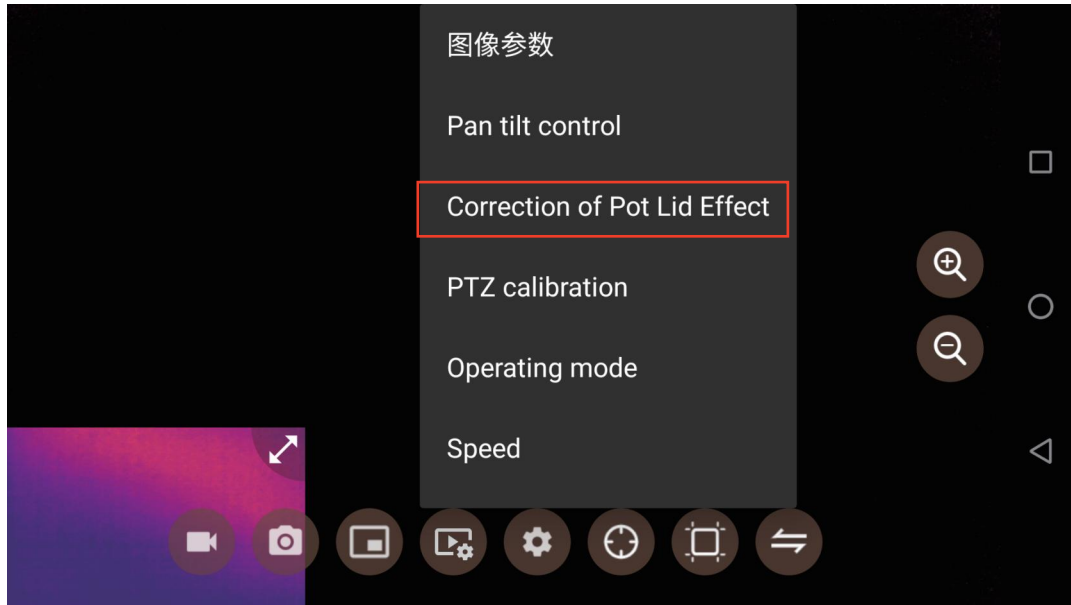 图像参数
Pan tilt control
Correction of Pot Lid Effect
PTZ calibration
Operating mode
Speed